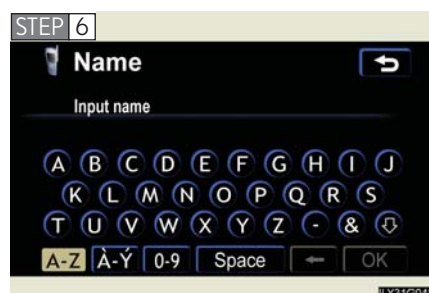 STEP 6
Name
Input name
A B C D E F G H I J
K L M N O P Q R S
T U V W X Y Z - &
A-Z À-Ý 0-9 Space ← OK